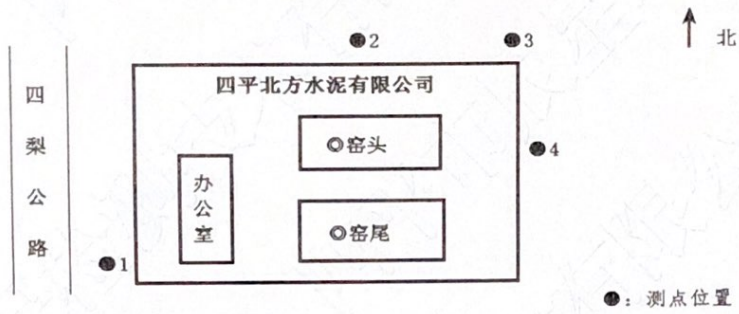 2
3
北
四平北方水泥有限公司
四梨公路
◎窑头
4
办公室
◎窑尾
1
●：测点位置